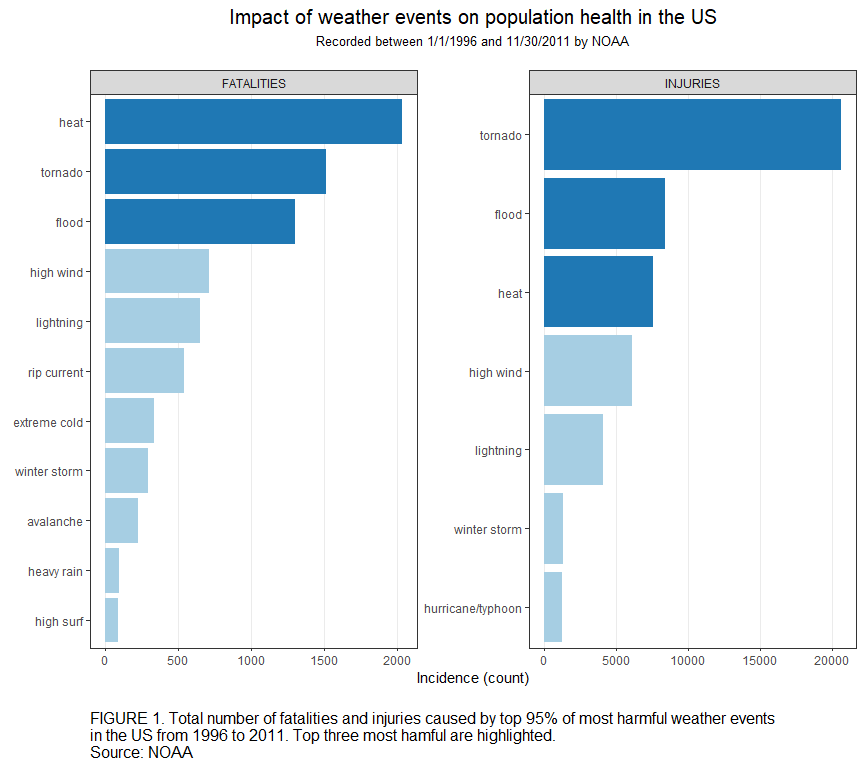 Impact of weather events on population health in the US
Recorded between 1/1/1996 and 11/30/2011 by NOAA
FATALITIES
heat
tornado
flood
high wind
lightning
rip current
extreme cold
winter storm
avalanche
heavy rain
high surf
0 500 1000 1500 2000
INJURIES
tornado
flood
heat
high wind
lightning
winter storm
hurricane/typhoon
0 5000 10000 15000 20000
Incidence (count)
FIGURE 1. Total number of fatalities and injuries caused by top 95% of most harmful weather events
in the US from 1996 to 2011. Top three most hamful are highlighted.
Source: NOAA